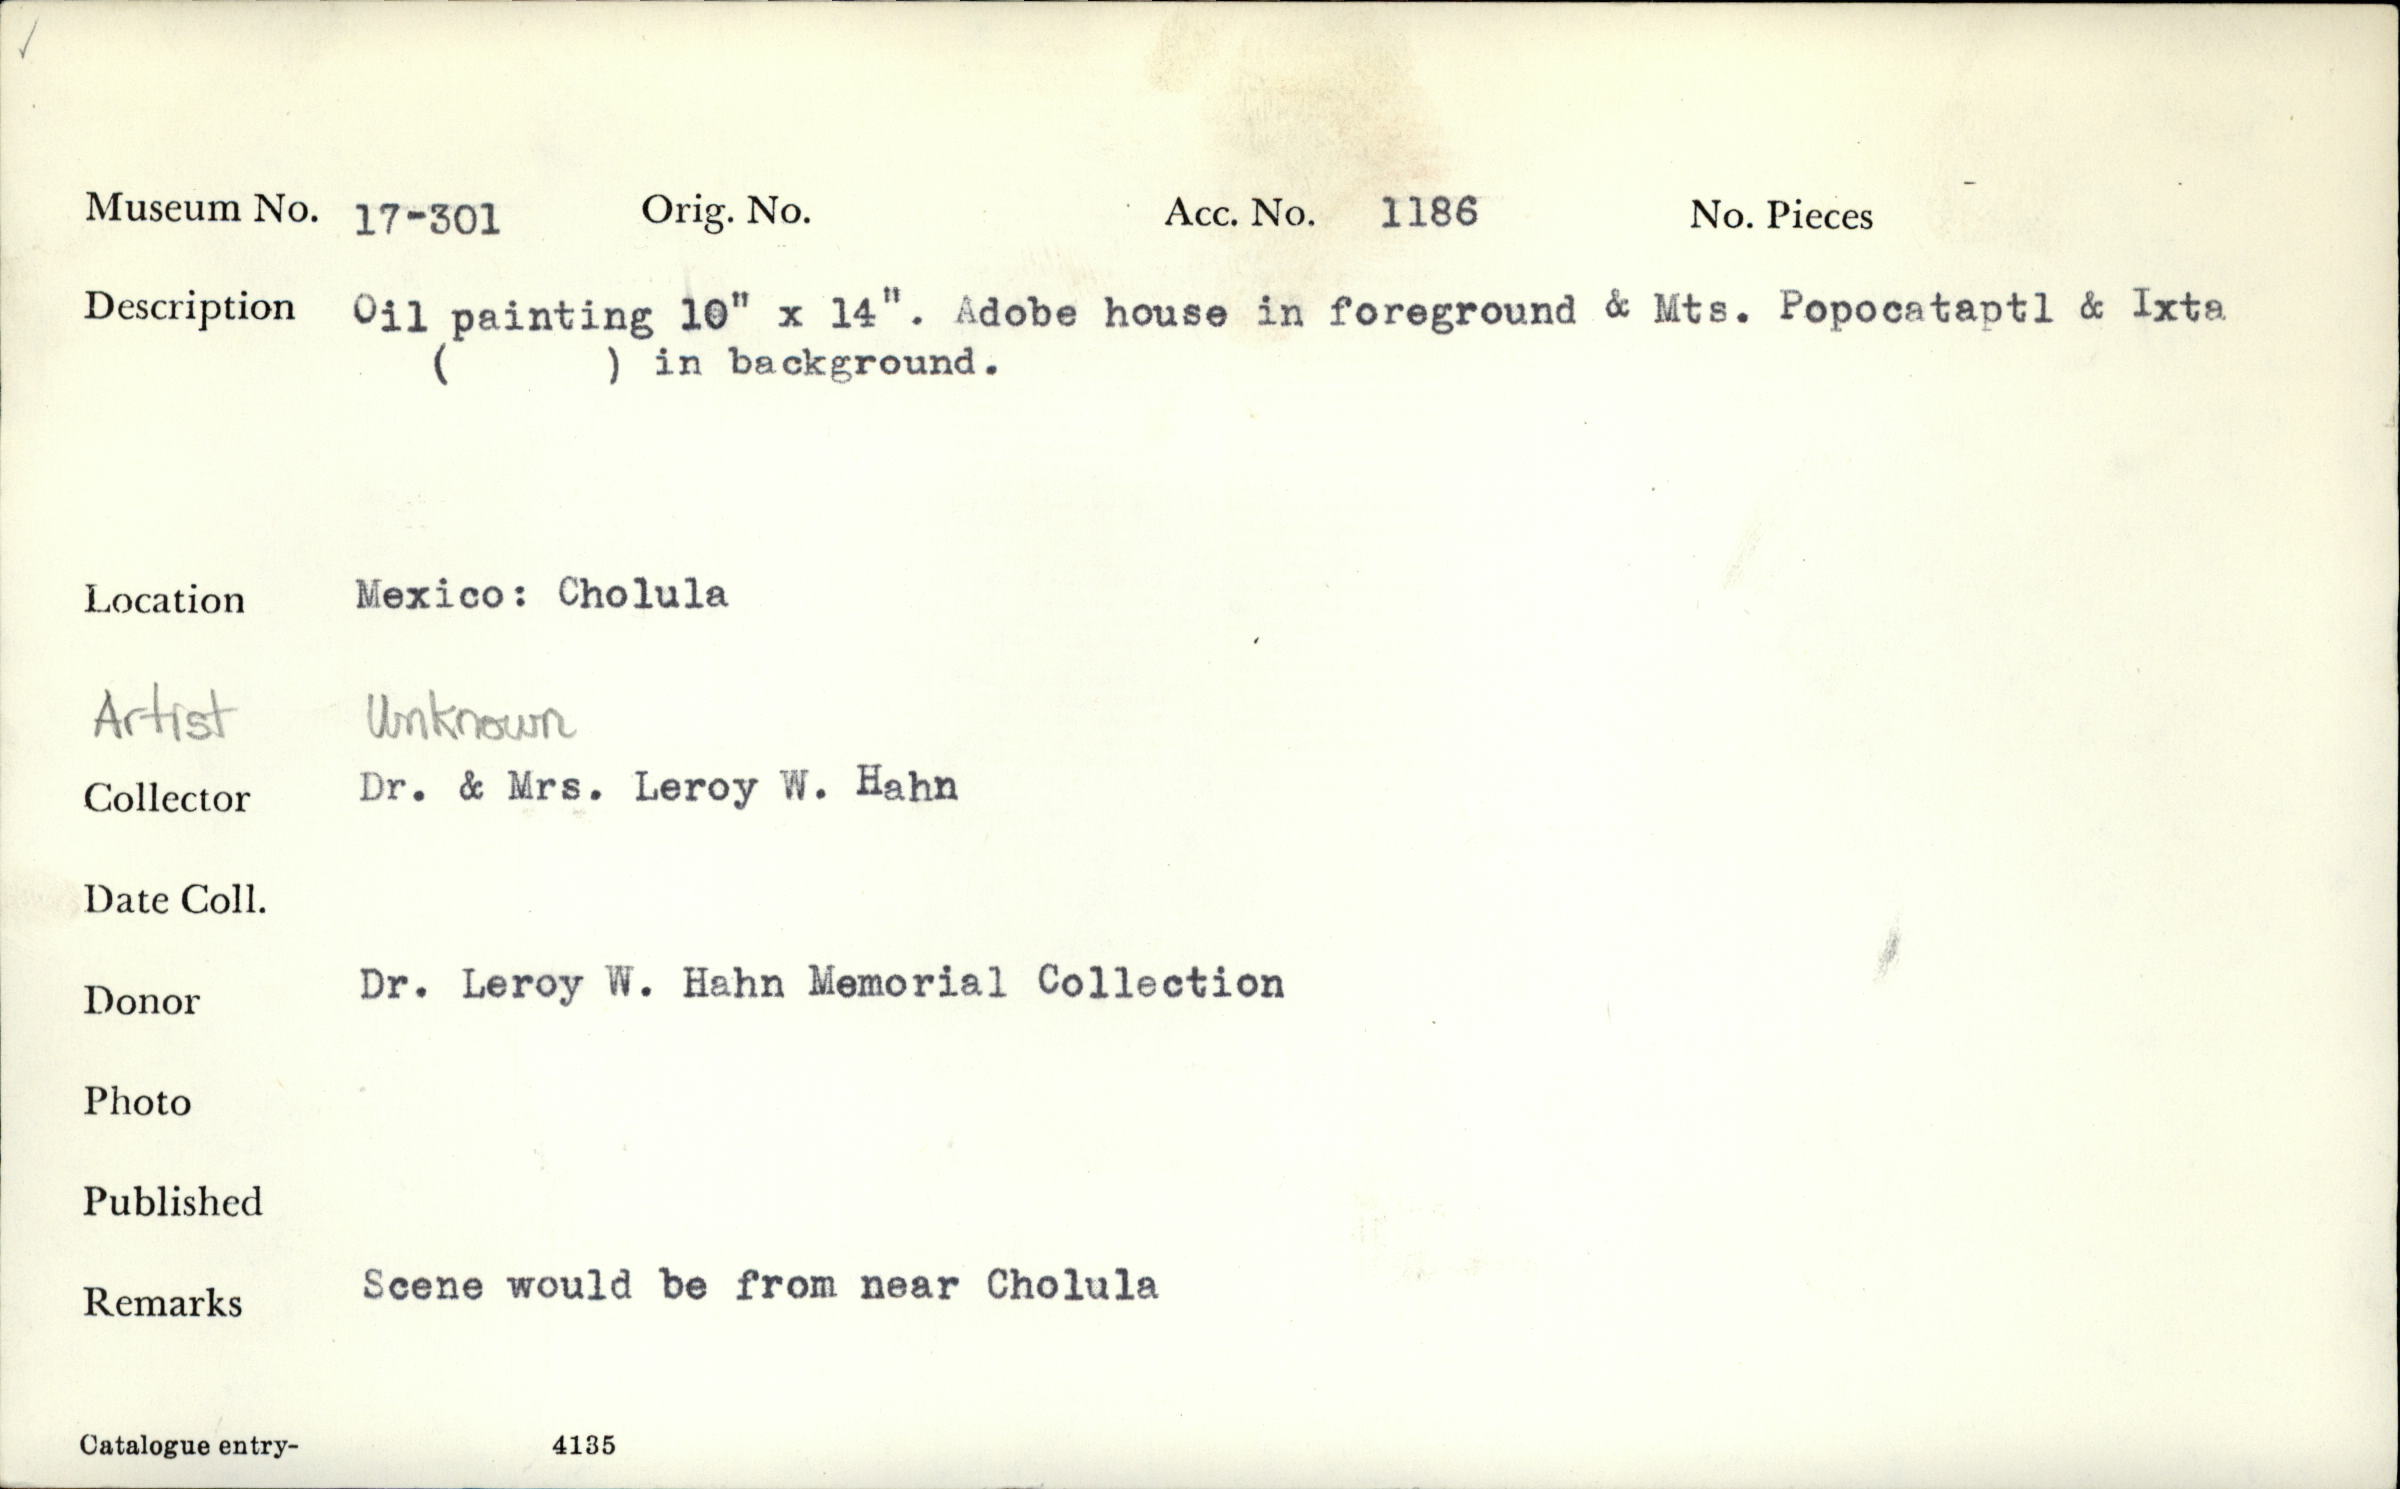 Museum No. 17-301 Orig. No. Acc. No. 1186 No. Pieces
Description Oil painting 10" x 14". Adobe house in foreground & Mts. Popocataptl & Ixta
( ) in background.
Location Mexico: Cholula
Artist Unknown
Collector Dr. & Mrs. Leroy W. Hahn
Date Coll.
Donor Dr. Leroy W. Hahn Memorial Collection
Photo
Published
Remarks Scene would be from near Cholula
Catalogue entry- 4135